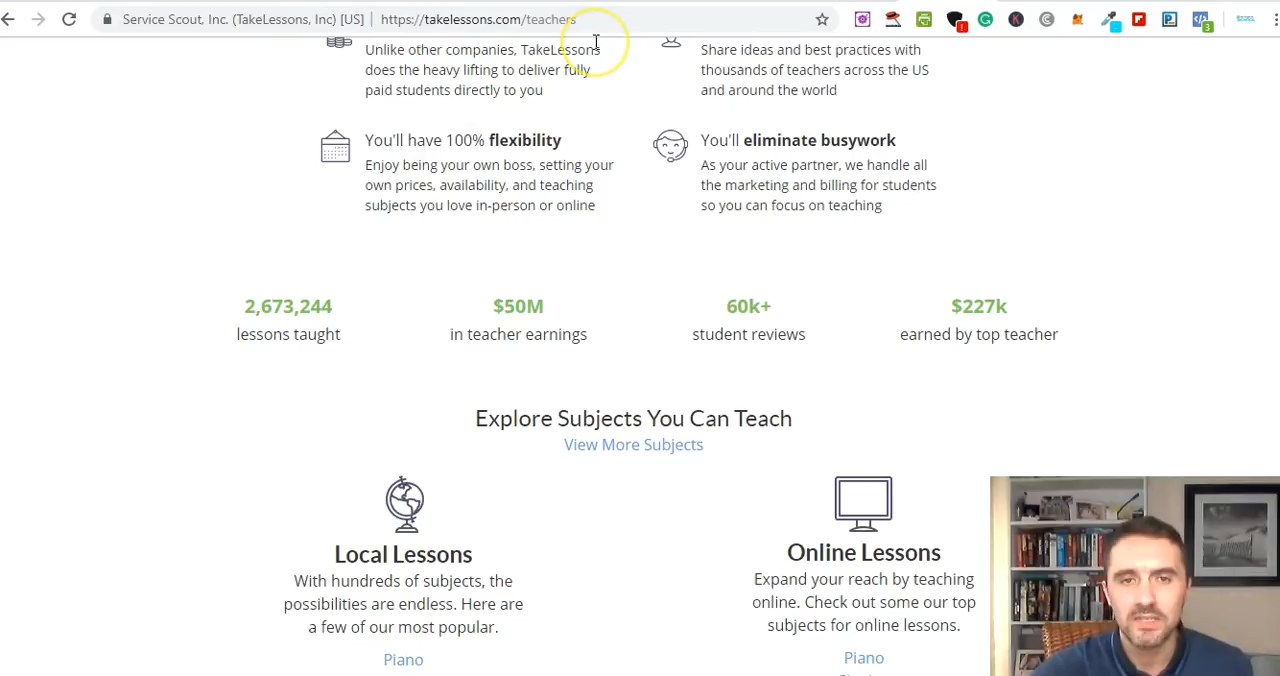 Service Scout, Inc. (TakeLessons, Inc) [US] | https://takelessons.com/teachers
Unlike other companies, TakeLessons
does the heavy lifting to deliver fully
paid students directly to you
Share ideas and best practices with
thousands of teachers across the US
and around the world
You'll have 100% flexibility
Enjoy being your own boss, setting your
own prices, availability, and teaching
subjects you love in-person or online
You'll eliminate busywork
As your active partner, we handle all
the marketing and billing for students
so you can focus on teaching
2,673,244
lessons taught
$50M
in teacher earnings
60k+
student reviews
$227k
earned by top teacher
Explore Subjects You Can Teach
View More Subjects
Local Lessons
With hundreds of subjects, the
possibilities are endless. Here are
a few of our most popular.
Piano
Online Lessons
Expand your reach by teaching
online. Check out some our top
subjects for online lessons.
Piano